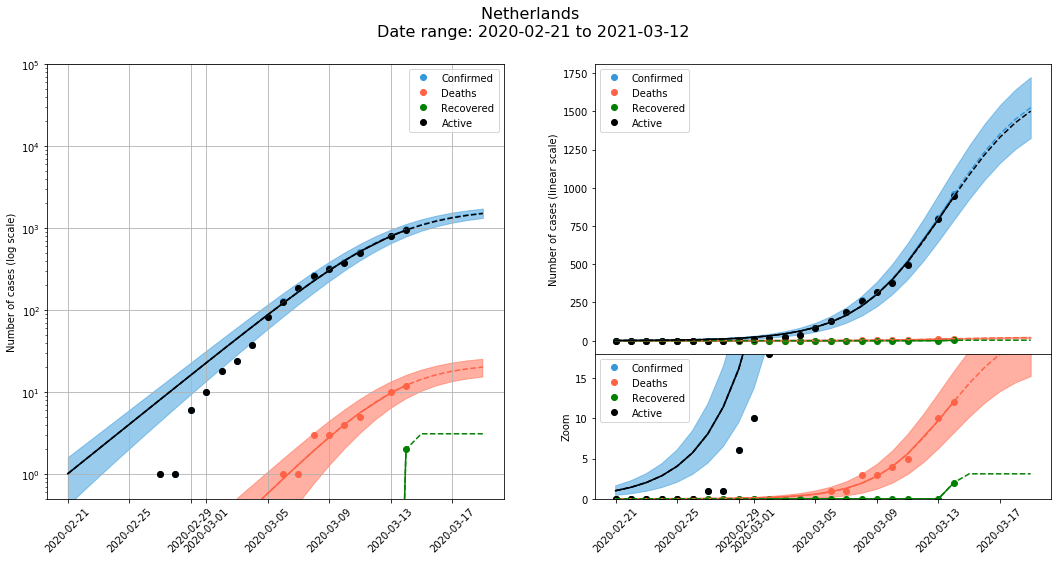 Netherlands
Date range: 2020-02-21 to 2021-03-12
Number of cases (log scale)
10^5
10^4
10^3
10^2
10^1
10^0
Confirmed
Deaths
Recovered
Active
2020-02-21
2020-02-25
2020-02-29
2020-03-01
2020-03-05
2020-03-09
2020-03-13
2020-03-17
Number of cases (linear scale)
1750
1500
1250
1000
750
500
250
0
Confirmed
Deaths
Recovered
Active
Zoom
15
10
5
0
Confirmed
Deaths
Recovered
Active
2020-02-21
2020-02-25
2020-02-29
2020-03-01
2020-03-05
2020-03-09
2020-03-13
2020-03-17